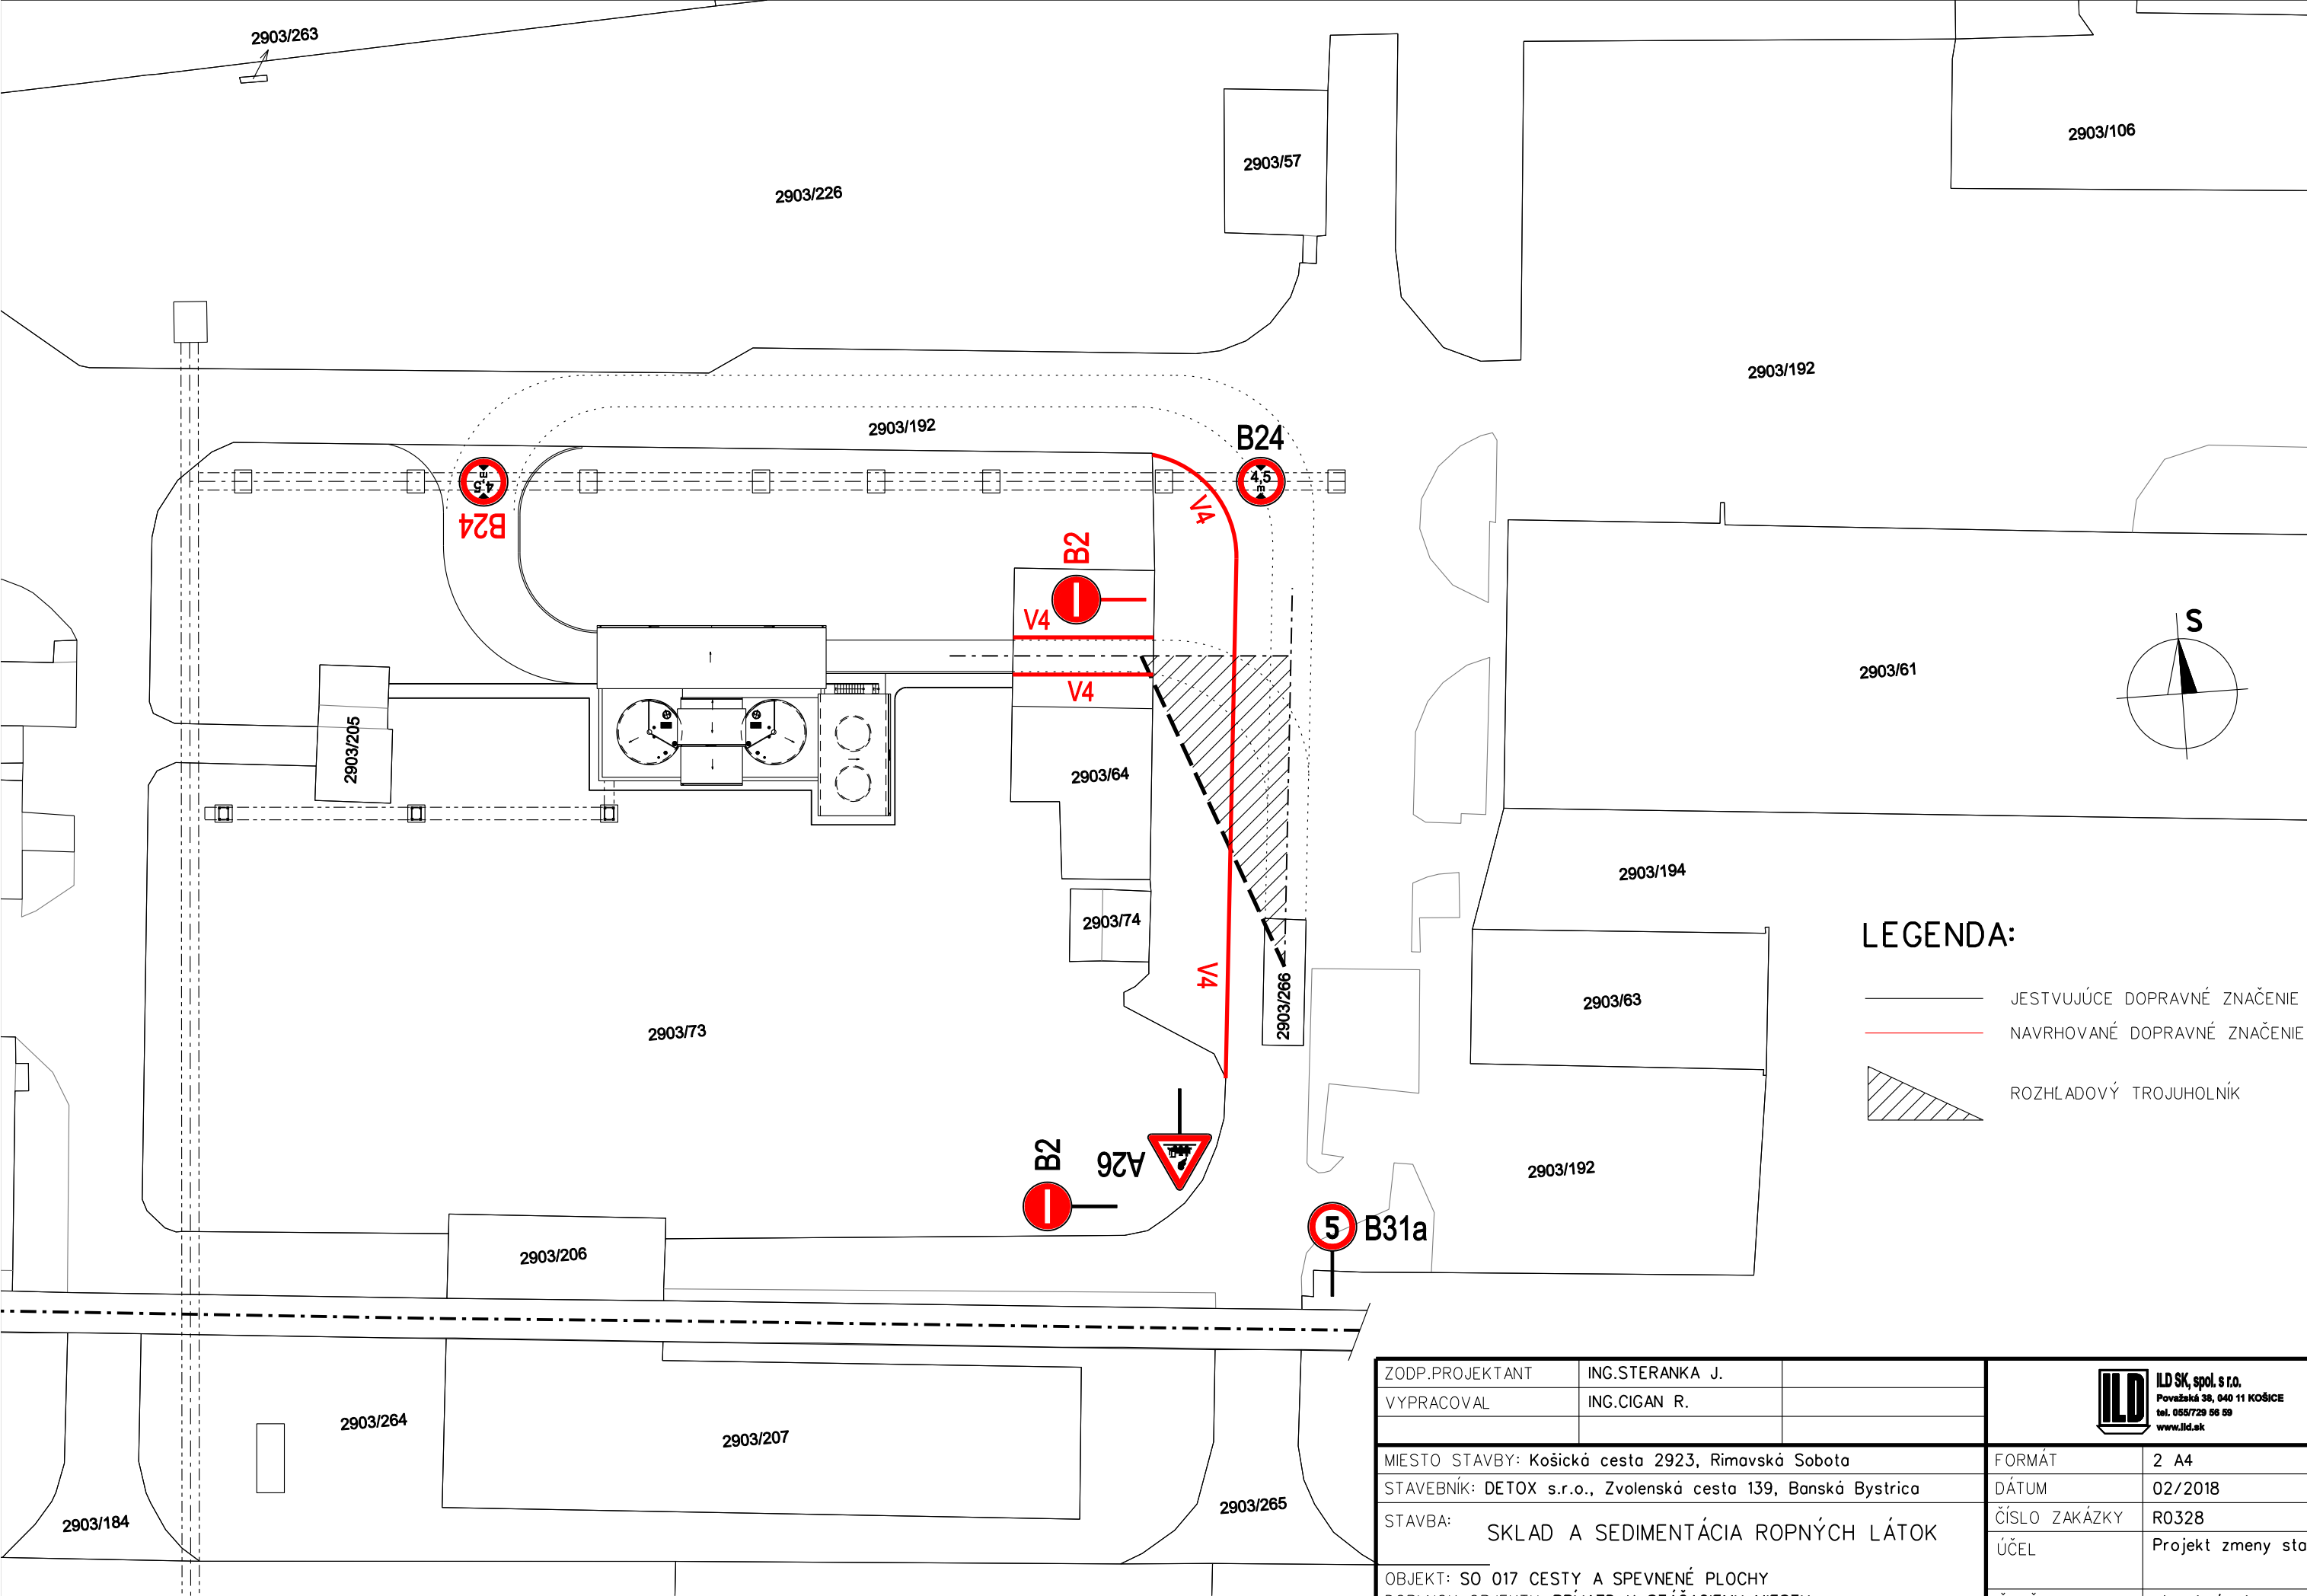 2903/263
2903/226
2903/57
2903/106
2903/192
2903/192
B24
4,5
m
4,5
m
B24
V4
B2
V4
V4
S
2903/61
2903/205
2903/64
2903/194
2903/74
LEGENDA:
V4
2903/266
2903/63
JESTVUJÚCE DOPRAVNÉ ZNAČENIE
2903/73
NAVRHOVANÉ DOPRAVNÉ ZNAČENIE
ROZHĽADOVÝ TROJUHOLNÍK
B2
A26
2903/192
5
B31a
2903/206
2903/264
2903/207
2903/184
2903/265
ZODP.PROJEKTANT ING.STERANKA J.
VYPRACOVAL ING.CIGAN R.
ILD
ILD SK, spol. s r.o.
Považská 38, 040 11 KOŠICE
tel. 055/729 56 59
www.ild.sk
MIESTO STAVBY: Košická cesta 2923, Rimavská Sobota
FORMÁT 2 A4
STAVEBNÍK: DETOX s.r.o., Zvolenská cesta 139, Banská Bystrica
DÁTUM 02/2018
STAVBA: SKLAD A SEDIMENTÁCIA ROPNÝCH LÁTOK
ČÍSLO ZAKÁZKY R0328
ÚČEL Projekt zmeny sta
OBJEKT: SO 017 CESTY A SPEVNENÉ PLOCHY